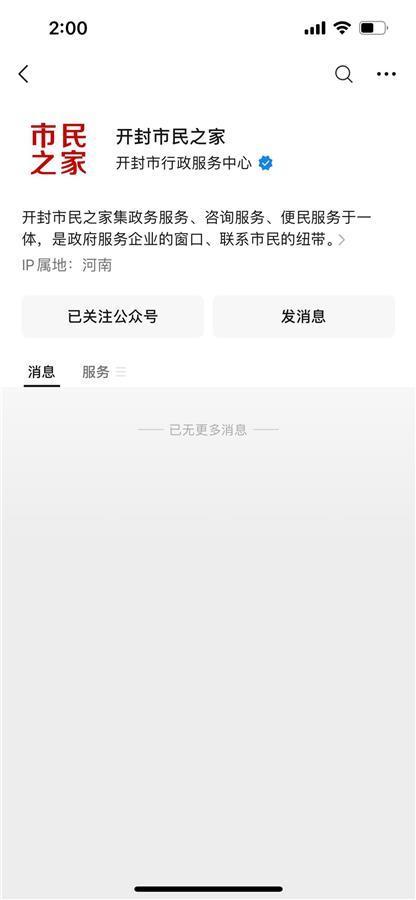 2:00
市民
之家
开封市民之家
开封市行政服务中心
开封市民之家集政务服务、咨询服务、便民服务于一
体，是政府服务企业的窗口、联系市民的纽带。
IP属地：河南
已关注公众号
发消息
消息
服务
已无更多消息